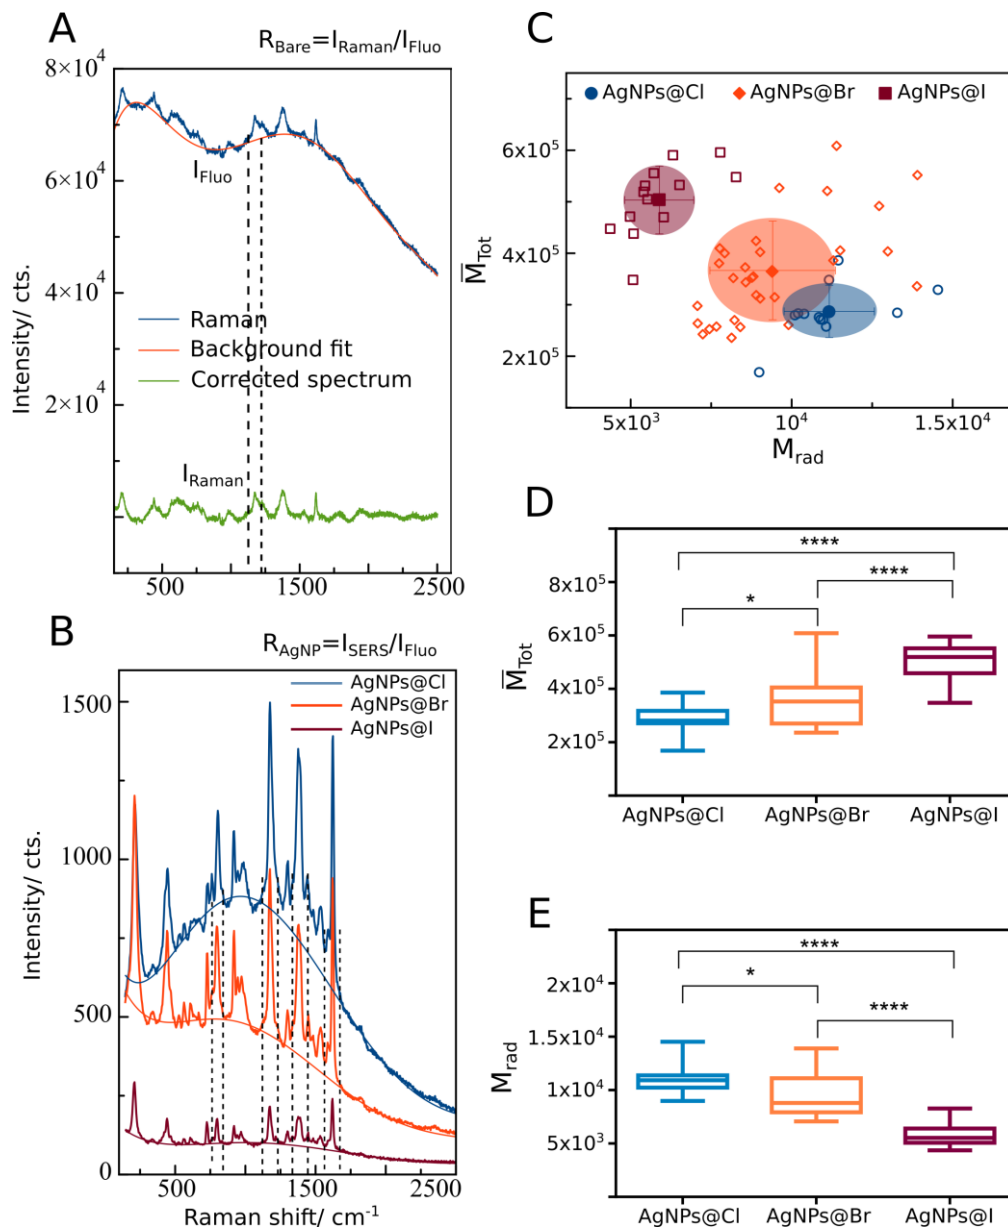 A
R_Bare=I_Raman/I_Fluo
8×10⁴
6×10⁴
4×10⁴
2×10⁴
Intensity/ cts.
I_Fluo
Raman
Background fit
Corrected spectrum
I_Raman
500
1500
2500
B
R_AgNP=I_SERS/I_Fluo
AgNPs@Cl
AgNPs@Br
AgNPs@I
1500
1000
500
0
Intensity/ cts.
500
1500
2500
Raman shift/ cm⁻¹
C
AgNPs@Cl AgNPs@Br AgNPs@I
6x10⁵
4x10⁵
2x10⁵
M̅_Tot
5x10³
10⁴
1.5x10⁴
M_rad
D
****
****
*
8x10⁵
6x10⁵
4x10⁵
2x10⁵
M̅_Tot
AgNPs@Cl
AgNPs@Br
AgNPs@I
E
****
*
****
2x10⁴
1.5x10⁴
1x10⁴
5x10³
M_rad
AgNPs@Cl
AgNPs@Br
AgNPs@I